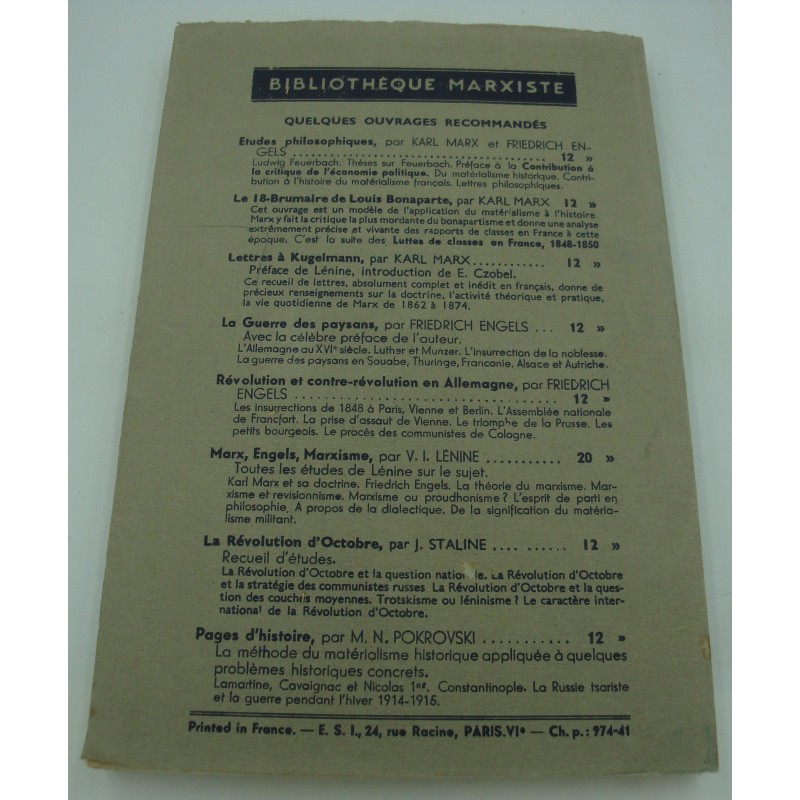 BIBLIOTHÈQUE MARXISTE
QUELQUES OUVRAGES RECOMMANDÉS
Etudes philosophiques, par KARL MARX et FRIEDRICH EN-
GELS ........................................ 12 »
Ludwig Feuerbach. Thèses sur Feuerbach. Préface à la Contribution à
la critique de l'économie politique. Du matérialisme historique. Contri-
bution à l'histoire du matérialisme français. Lettres philosophiques.
Le 18-Brumaire de Louis Bonaparte, par KARL MARX 12 »
Cet ouvrage est un modèle de l'application du matérialisme à l'histoire.
Marx y fait la critique la plus mordante du bonapartisme et donne une analyse
extrêmement précise et vivante des rapports de classes en France à cette
époque. C'est la suite des Luttes de classes en France, 1848-1850
Lettres à Kugelmann, par KARL MARX........... 12 »
Préface de Lénine, introduction de E. Czobel.
Ce recueil de lettres, absolument complet et inédit en français, donne de
précieux renseignements sur la doctrine, l'activité théorique et pratique,
la vie quotidienne de Marx de 1862 à 1874.
La Guerre des paysans, par FRIEDRICH ENGELS ... 12 »
Avec la célèbre préface de l'auteur.
L'Allemagne au XVIe siècle. Luther et Munzer. L'insurrection de la noblesse.
La guerre des paysans en Souabe, Thuringe, Franconie, Alsace et Autriche.
Révolution et contre-révolution en Allemagne, par FRIEDRICH
ENGELS ........................................ 12 »
Les insurrections de 1848 à Paris, Vienne et Berlin. L'Assemblée nationale
de Francfort. La prise d'assaut de Vienne. Le triomphe de la Prusse. Les
petits bourgeois. Le procès des communistes de Cologne.
Marx, Engels, Marxisme, par V. I. LÉNINE ........... 20 »
Toutes les études de Lénine sur le sujet.
Karl Marx et sa doctrine. Friedrich Engels. La théorie du marxisme. Mar-
xisme et revisionnisme. Marxisme ou proudhonisme ? L'esprit de parti en
philosophie. A propos de la dialectique. De la signification du matéria-
lisme militant.
La Révolution d'Octobre, par J. STALINE .... ...... 12 »
Recueil d'études.
La Révolution d'Octobre et la question nationale. La Révolution d'Octobre
et la stratégie des communistes russes La Révolution d'Octobre et la ques-
tion des couches moyennes. Trotskisme ou léninisme ? Le caractère inter-
national de la Révolution d'Octobre.
Pages d'histoire, par M. N. POKROVSKI ........... 12 »
La méthode du matérialisme historique appliquée à quelques
problèmes historiques concrets.
Lamartine, Cavaignac et Nicolas 1er. Constantinople. La Russie tsariste
et la guerre pendant l'hiver 1914-1915.
Printed in France. — E. S. I., 24, rue Racine, PARIS.VIe — Ch. p. : 974-41